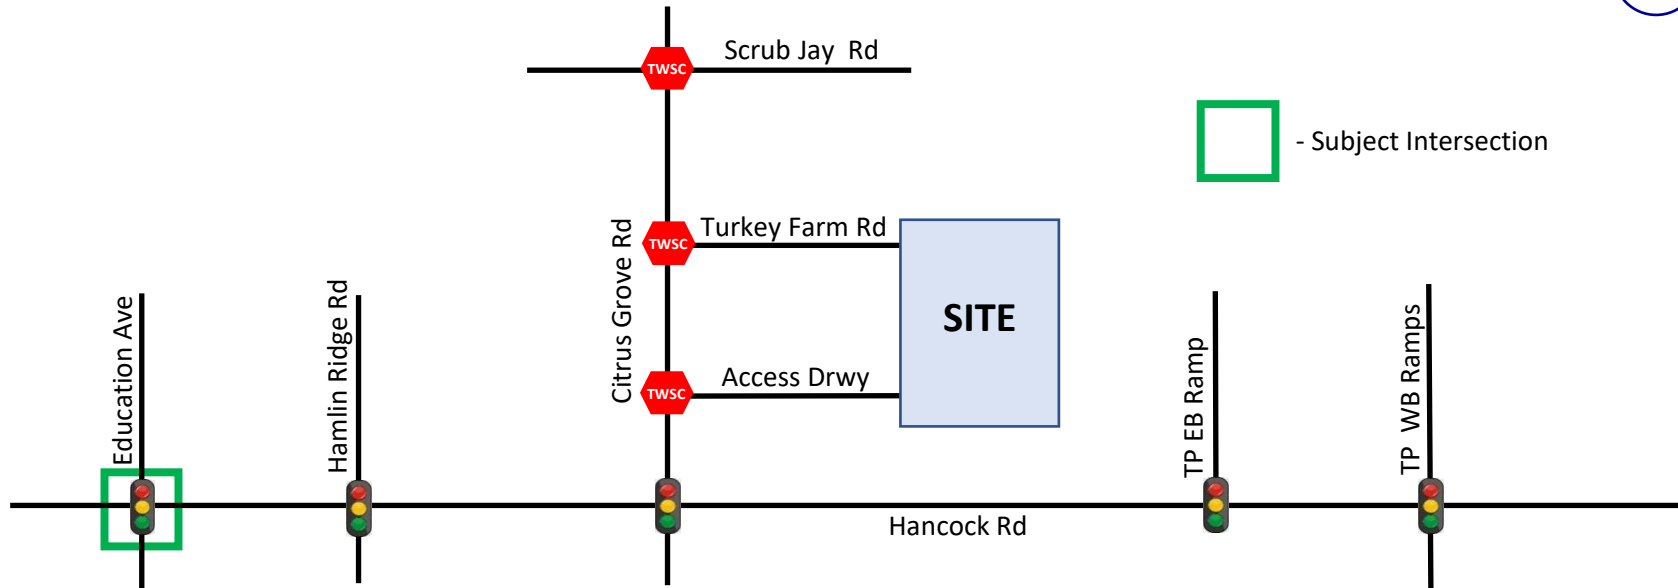 TWSC
Scrub Jay  Rd
- Subject Intersection
Citrus Grove Rd
TWSC
Turkey Farm Rd
SITE
TWSC
Access Drwy
Education Ave
Hamlin Ridge Rd
TP EB Ramp
TP  WB Ramps
Hancock Rd